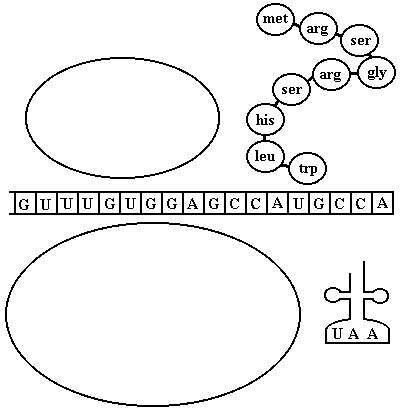 met
arg
ser
gly
arg
ser
his
leu
trp
G U U U G U G G A G C C A U G C C A
U A A